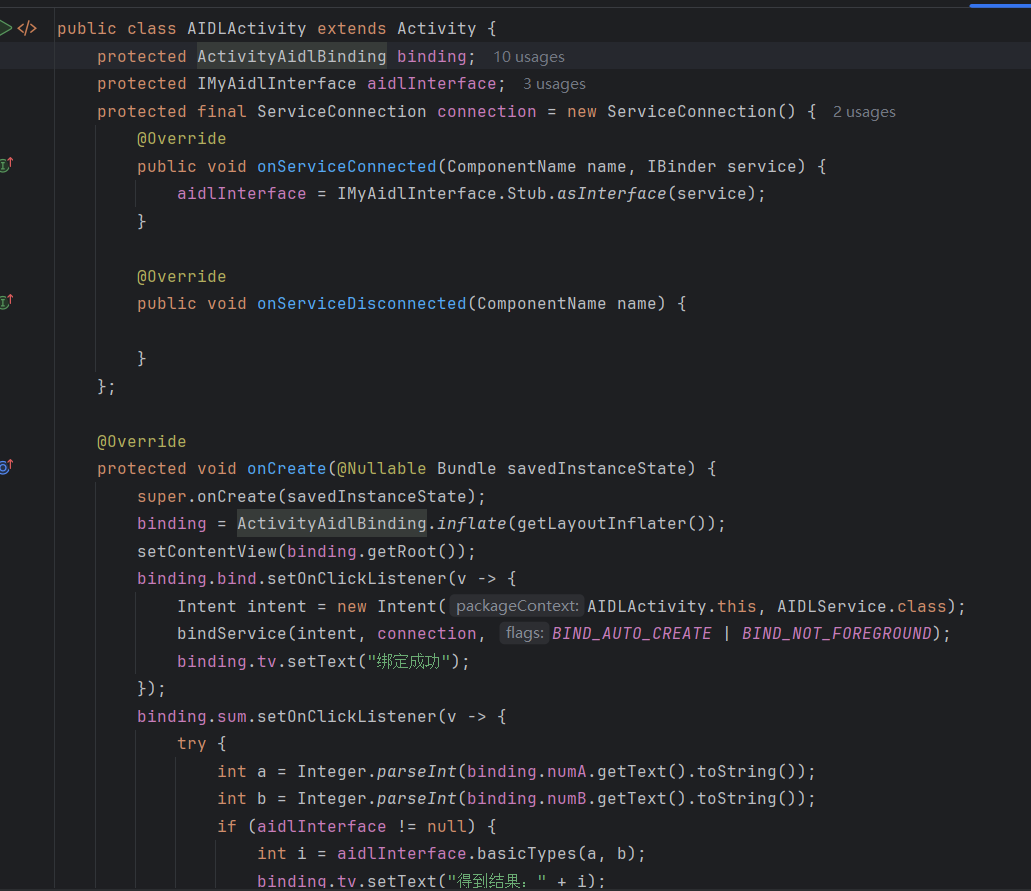 public class AIDLActivity extends Activity {
protected ActivityAidlBinding binding; 10 usages
protected IMyAidlInterface aidlInterface; 3 usages
protected final ServiceConnection connection = new ServiceConnection() { 2 usages
@Override
public void onServiceConnected(ComponentName name, IBinder service) {
aidlInterface = IMyAidlInterface.Stub.asInterface(service);
}
@Override
public void onServiceDisconnected(ComponentName name) {
}
};
@Override
protected void onCreate(@Nullable Bundle savedInstanceState) {
super.onCreate(savedInstanceState);
binding = ActivityAidlBinding.inflate(getLayoutInflater());
setContentView(binding.getRoot());
binding.bind.setOnClickListener(v -> {
Intent intent = new Intent( packageContext: AIDLActivity.this, AIDLService.class);
bindService(intent, connection, flags: BIND_AUTO_CREATE | BIND_NOT_FOREGROUND);
binding.tv.setText("绑定成功");
});
binding.sum.setOnClickListener(v -> {
try {
int a = Integer.parseInt(binding.numA.getText().toString());
int b = Integer.parseInt(binding.numB.getText().toString());
if (aidlInterface != null) {
int i = aidlInterface.basicTypes(a, b);
binding.tv.setText("得到结果：" + i);